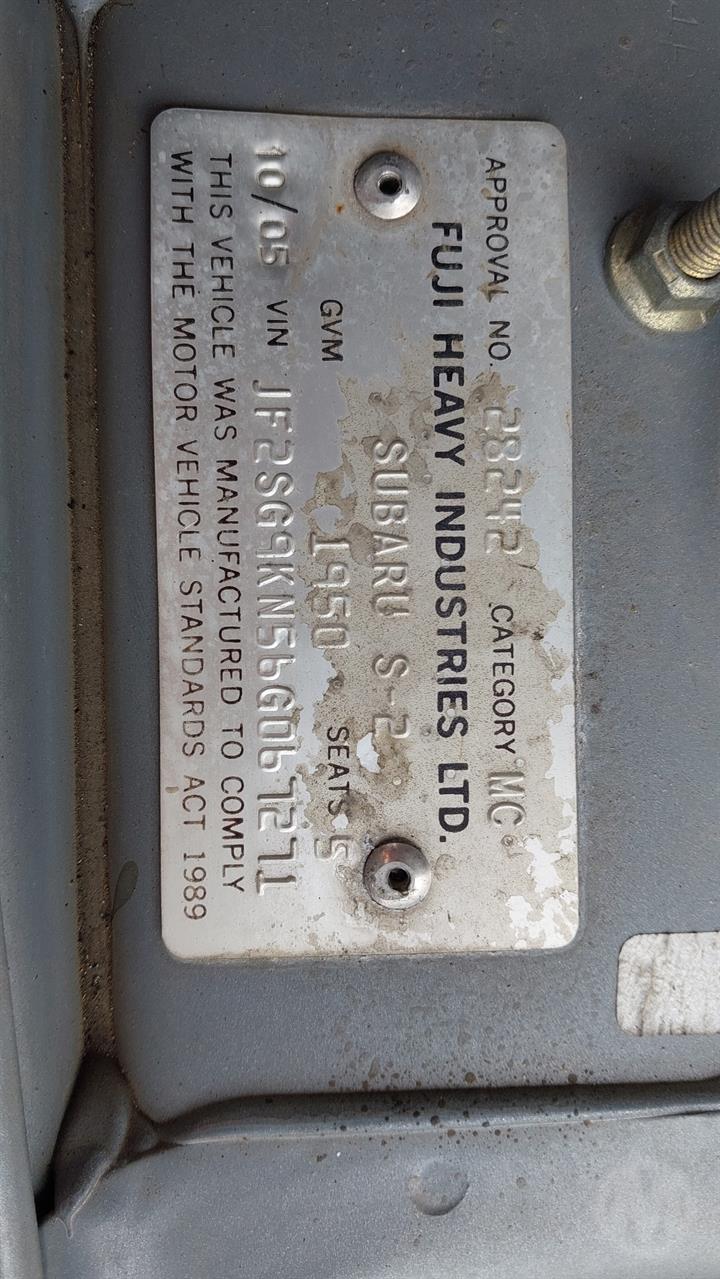 APPROVAL NO. 28242 CATEGORY MC
FUJI HEAVY INDUSTRIES LTD.
SUBARU S-2
GVM 1950 SEATS 5
10/05 VIN JF2SG9KN56G067271
THIS VEHICLE WAS MANUFACTURED TO COMPLY
WITH THE MOTOR VEHICLE STANDARDS ACT 1989